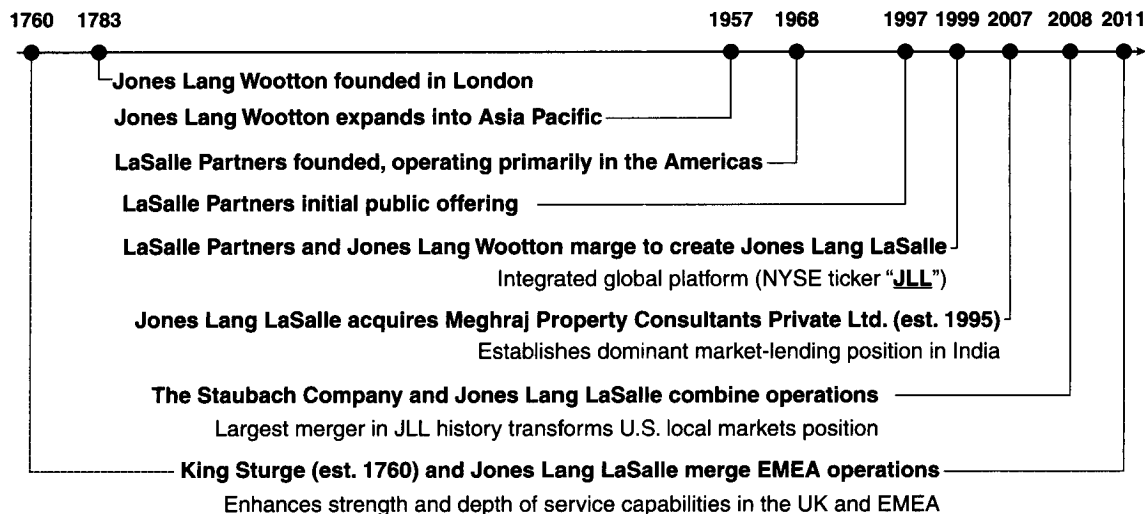 1760 1783 1957 1968 1997 1999 2007 2008 2011
Jones Lang Wootton founded in London
Jones Lang Wootton expands into Asia Pacific
LaSalle Partners founded, operating primarily in the Americas
LaSalle Partners initial public offering
LaSalle Partners and Jones Lang Wootton marge to create Jones Lang LaSalle
Integrated global platform (NYSE ticker “JLL”)
Jones Lang LaSalle acquires Meghraj Property Consultants Private Ltd. (est. 1995)
Establishes dominant market-lending position in India
The Staubach Company and Jones Lang LaSalle combine operations
Largest merger in JLL history transforms U.S. local markets position
King Sturge (est. 1760) and Jones Lang LaSalle merge EMEA operations
Enhances strength and depth of service capabilities in the UK and EMEA